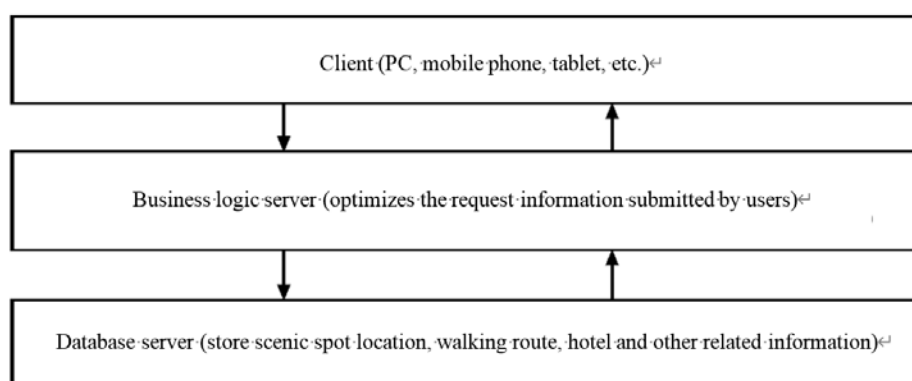 Client (PC, mobile phone, tablet, etc.)↵
Business logic server (optimizes the request information submitted by users)↵
Database server (store scenic spot location, walking route, hotel and other related information)↵